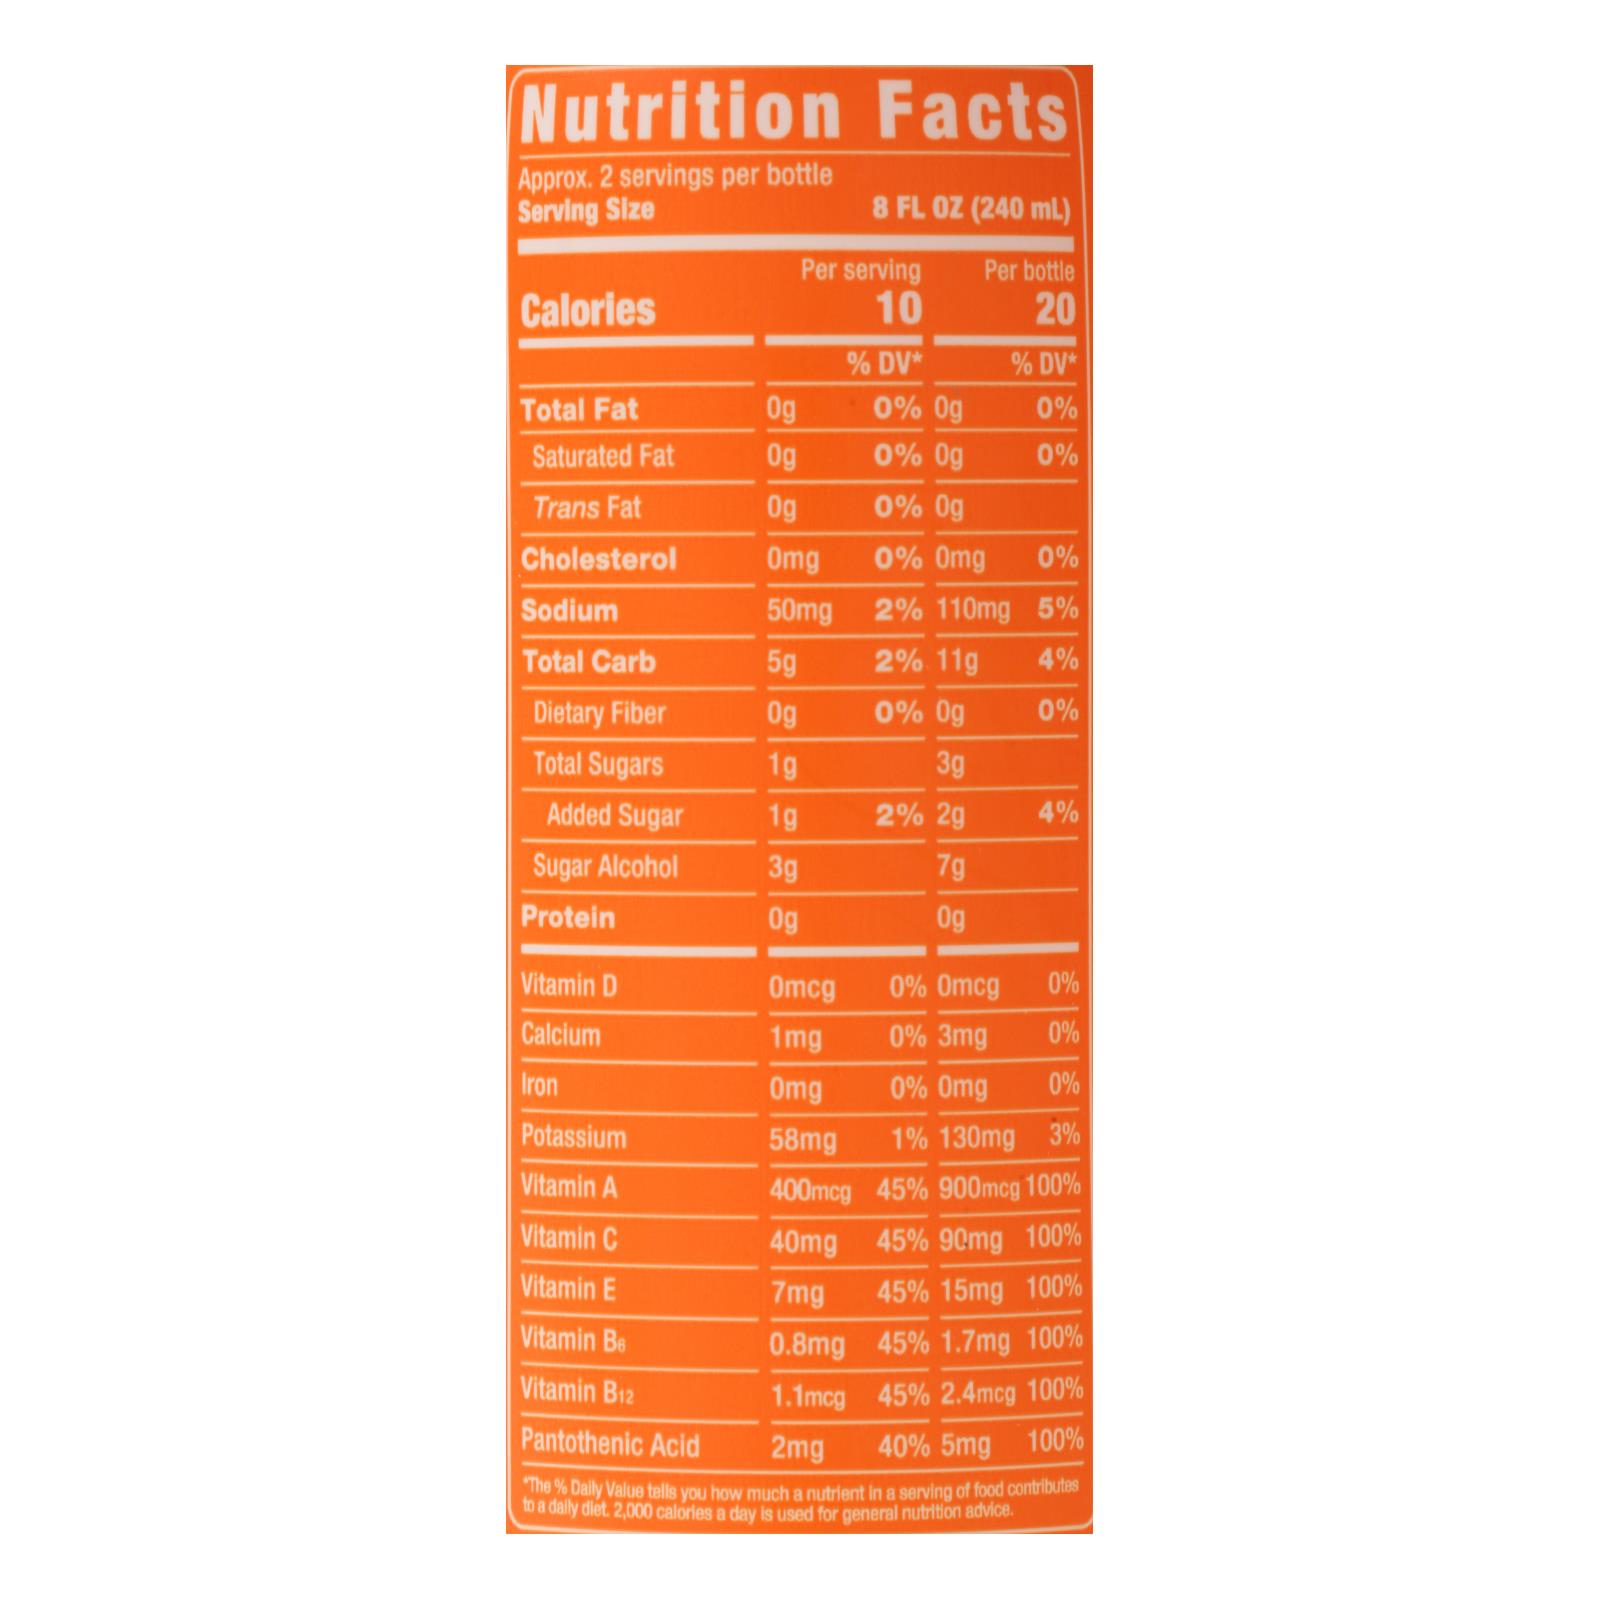 Nutrition Facts
Approx. 2 servings per bottle
Serving Size 8 FL OZ (240 mL)
Per serving Per bottle
Calories 10 20
% DV* % DV*
Total Fat 0g 0% 0g 0%
Saturated Fat 0g 0% 0g 0%
Trans Fat 0g 0% 0g
Cholesterol 0mg 0% 0mg 0%
Sodium 50mg 2% 110mg 5%
Total Carb 5g 2% 11g 4%
Dietary Fiber 0g 0% 0g 0%
Total Sugars 1g 3g
Added Sugar 1g 2% 2g 4%
Sugar Alcohol 3g 7g
Protein 0g 0g
Vitamin D 0mcg 0% 0mcg 0%
Calcium 1mg 0% 3mg 0%
Iron 0mg 0% 0mg 0%
Potassium 58mg 1% 130mg 3%
Vitamin A 400mcg 45% 900mcg 100%
Vitamin C 40mg 45% 90mg 100%
Vitamin E 7mg 45% 15mg 100%
Vitamin B6 0.8mg 45% 1.7mg 100%
Vitamin B12 1.1mcg 45% 2.4mcg 100%
Pantothenic Acid 2mg 40% 5mg 100%
*The % Daily Value tells you how much a nutrient in a serving of food contributes
to a daily diet. 2,000 calories a day is used for general nutrition advice.